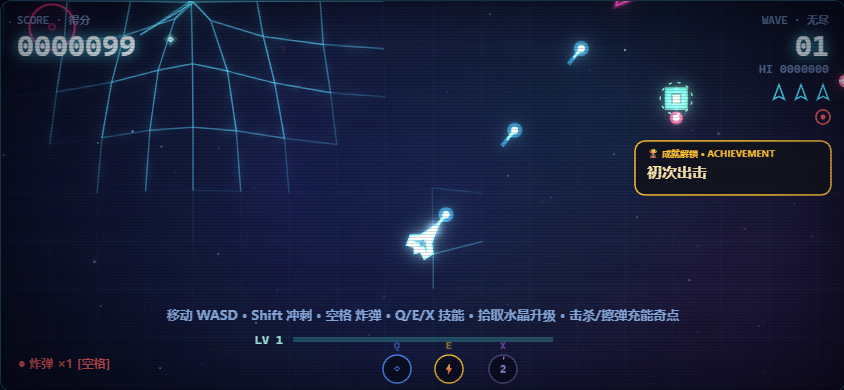 SCORE · 得分
0000099
WAVE · 无尽
01
HI 0000000
成就解锁 • ACHIEVEMENT
初次出击
移动 WASD • Shift 冲刺 • 空格 炸弹 • Q/E/X 技能 • 拾取水晶升级 • 击杀/擦弹充能奇点
LV 1
Q E X
2
炸弹 ×1 [空格]